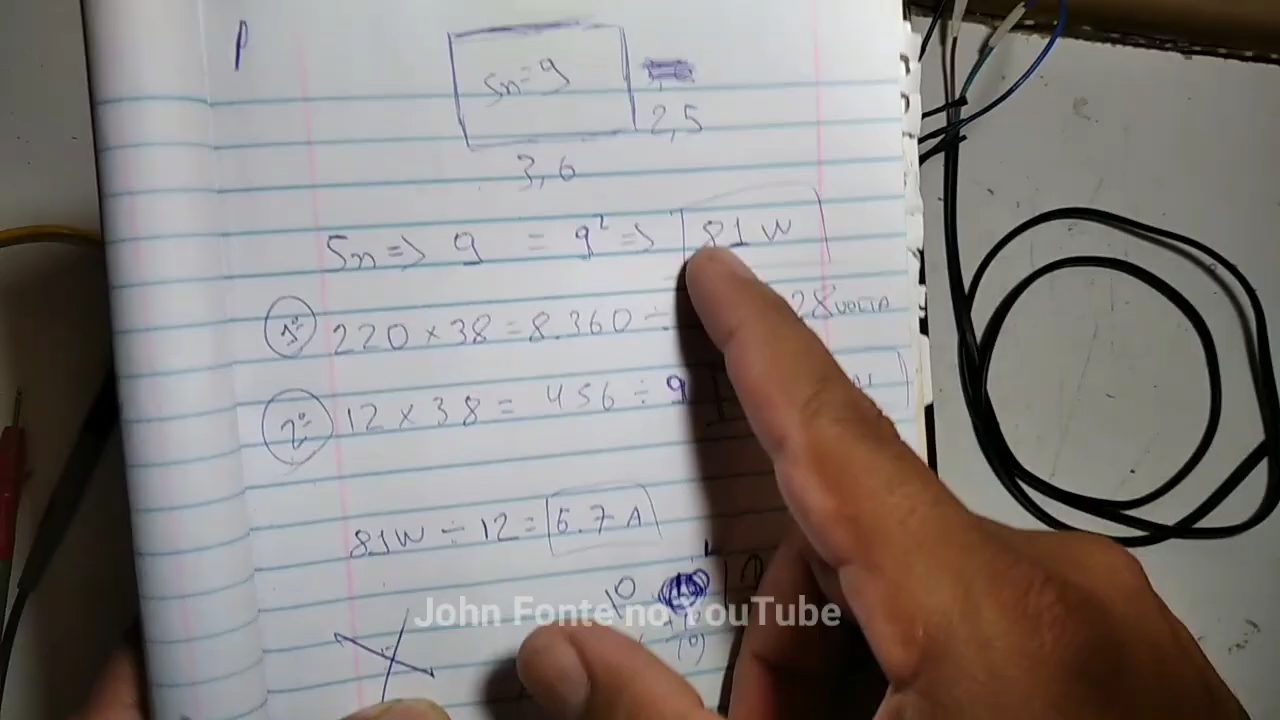 P
Sn=9
2,5
3,6
Sn => 9 = 9² => 81 W
1º 220 x 38 = 8.360 ÷ 28 VOLTA
2º 12 x 38 = 456 ÷ 9
81W ÷ 12 = 6.7 A
10
John Fonte no YouTube